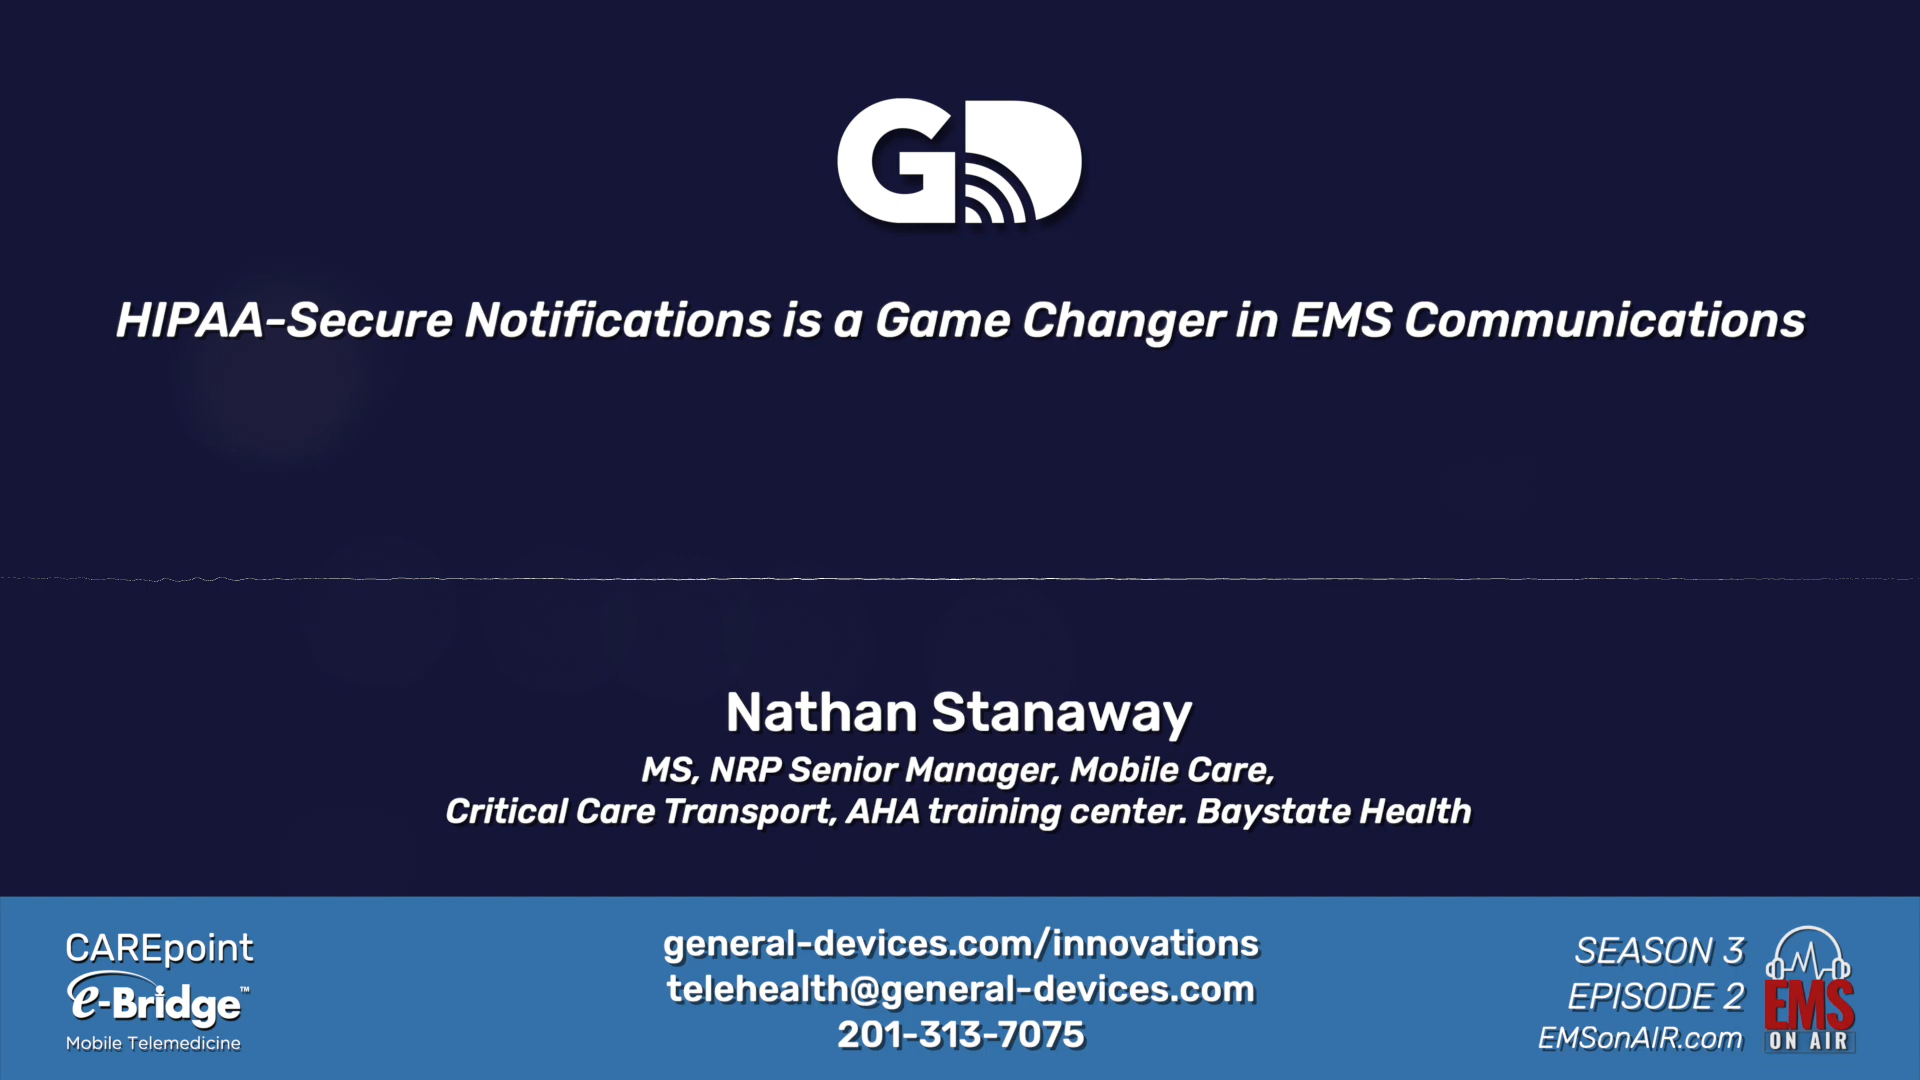 GD
HIPAA-Secure Notifications is a Game Changer in EMS Communications
Nathan Stanaway
MS, NRP Senior Manager, Mobile Care,
Critical Care Transport, AHA training center. Baystate Health
CAREpoint
e-Bridge™
Mobile Telemedicine
general-devices.com/innovations
telehealth@general-devices.com
201-313-7075
SEASON 3
EPISODE 2
EMSonAIR.com
EMS
ON AIR